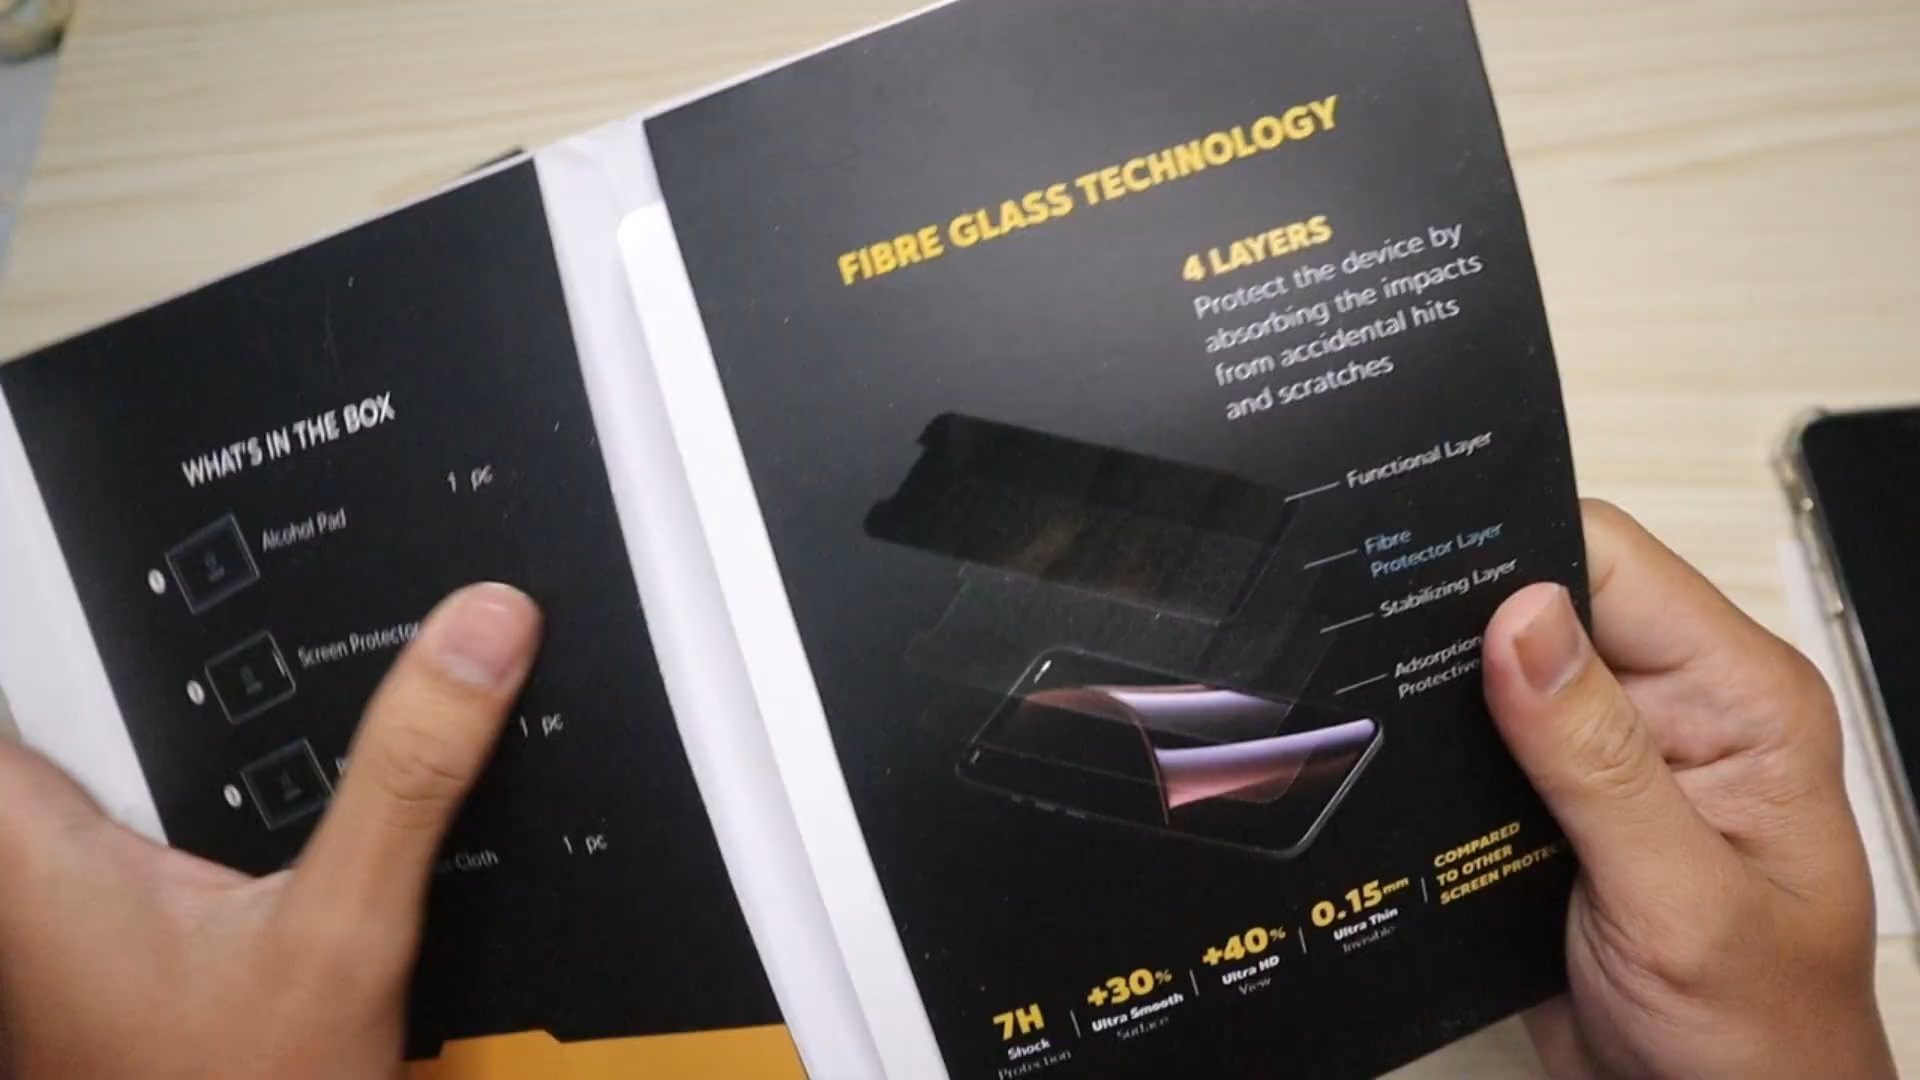 WHAT'S IN THE BOX
Alcohol Pad
1 pc
Screen Protector
1 pc
Cloth
1 pc
FIBRE GLASS TECHNOLOGY
4 LAYERS
Protect the device by
absorbing the impacts
from accidental hits
and scratches
Functional Layer
Fibre
Protector Layer
Stabilizing Layer
Adsorption
Protective
7H
Shock
Protection
+30%
Ultra Smooth
Surface
+40%
Ultra HD
View
0.15mm
Ultra Thin
Invisible
COMPARED
TO OTHER
SCREEN PROTECT